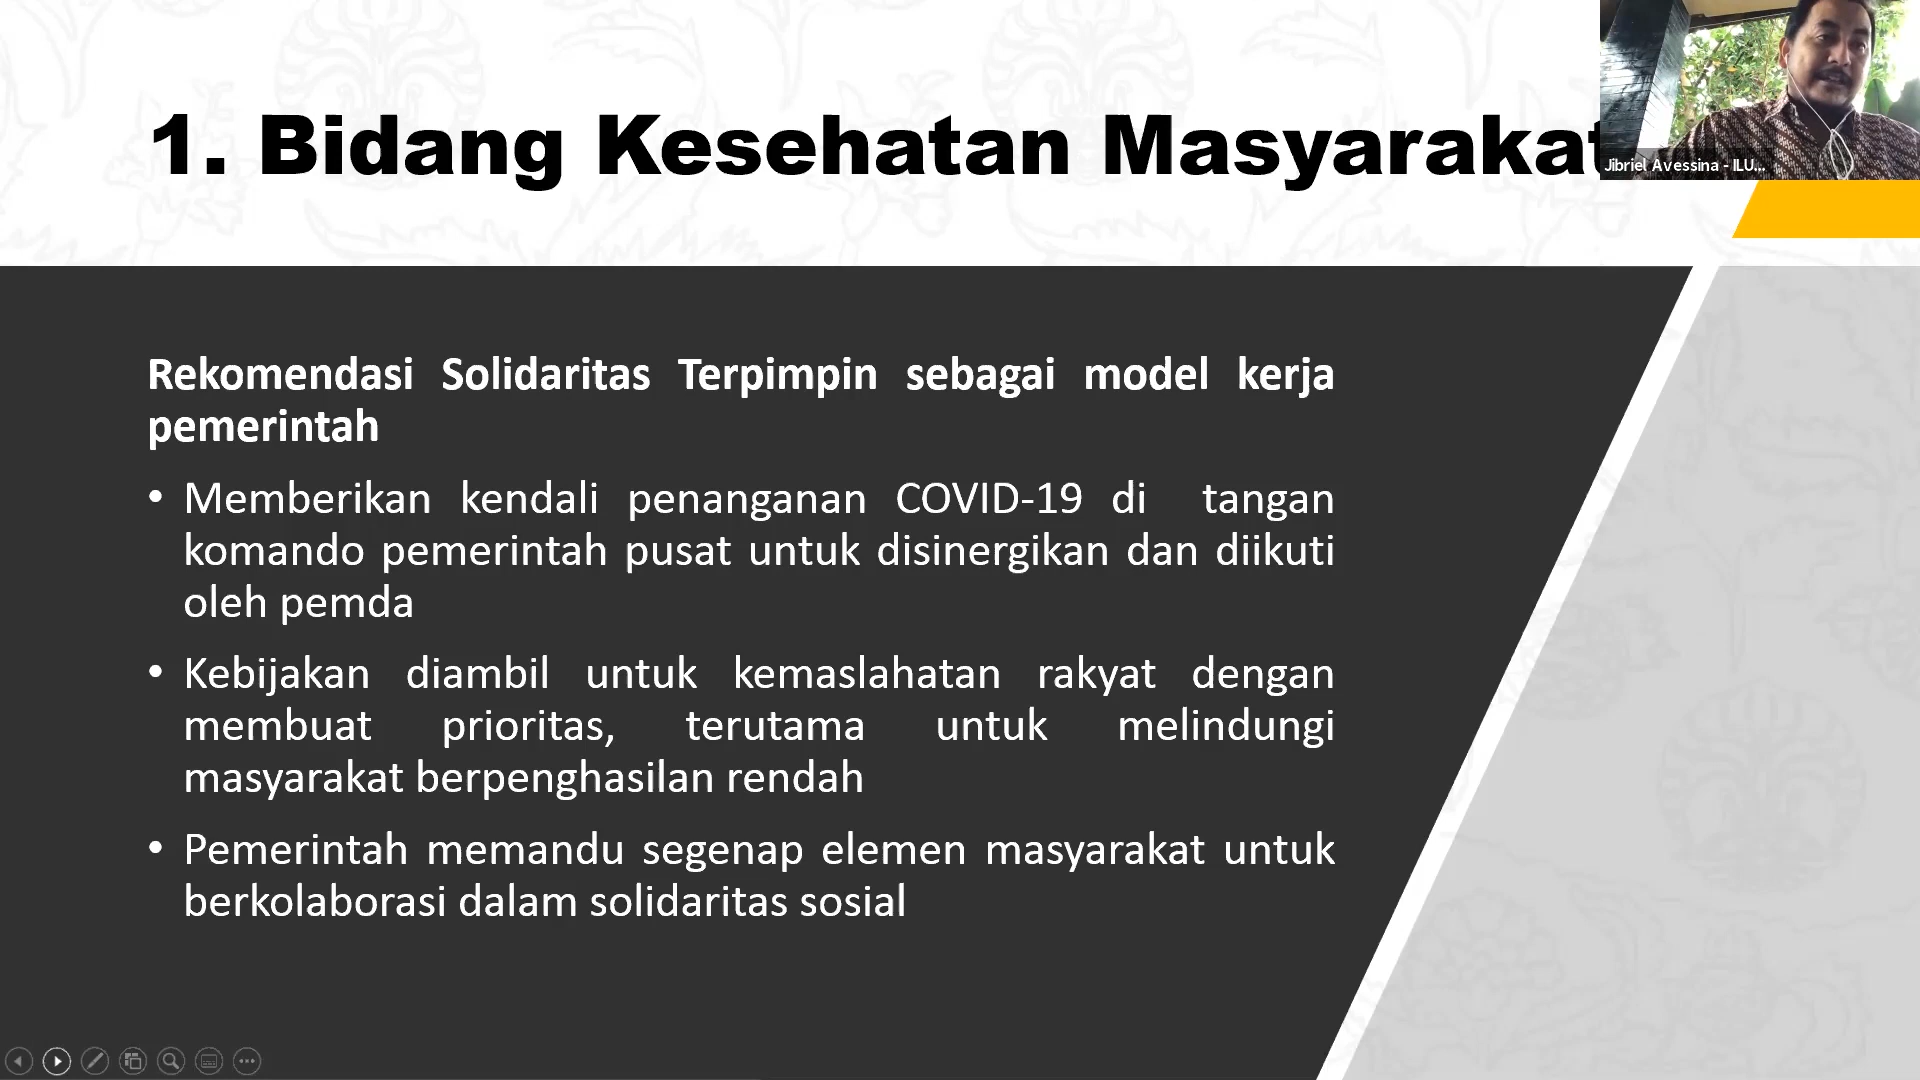 1. Bidang Kesehatan Masyarakat
Jibriel Avessina - ILU...
Rekomendasi Solidaritas Terpimpin sebagai model kerja
pemerintah
• Memberikan kendali penanganan COVID-19 di tangan
komando pemerintah pusat untuk disinergikan dan diikuti
oleh pemda
• Kebijakan diambil untuk kemaslahatan rakyat dengan
membuat prioritas, terutama untuk melindungi
masyarakat berpenghasilan rendah
• Pemerintah memandu segenap elemen masyarakat untuk
berkolaborasi dalam solidaritas sosial